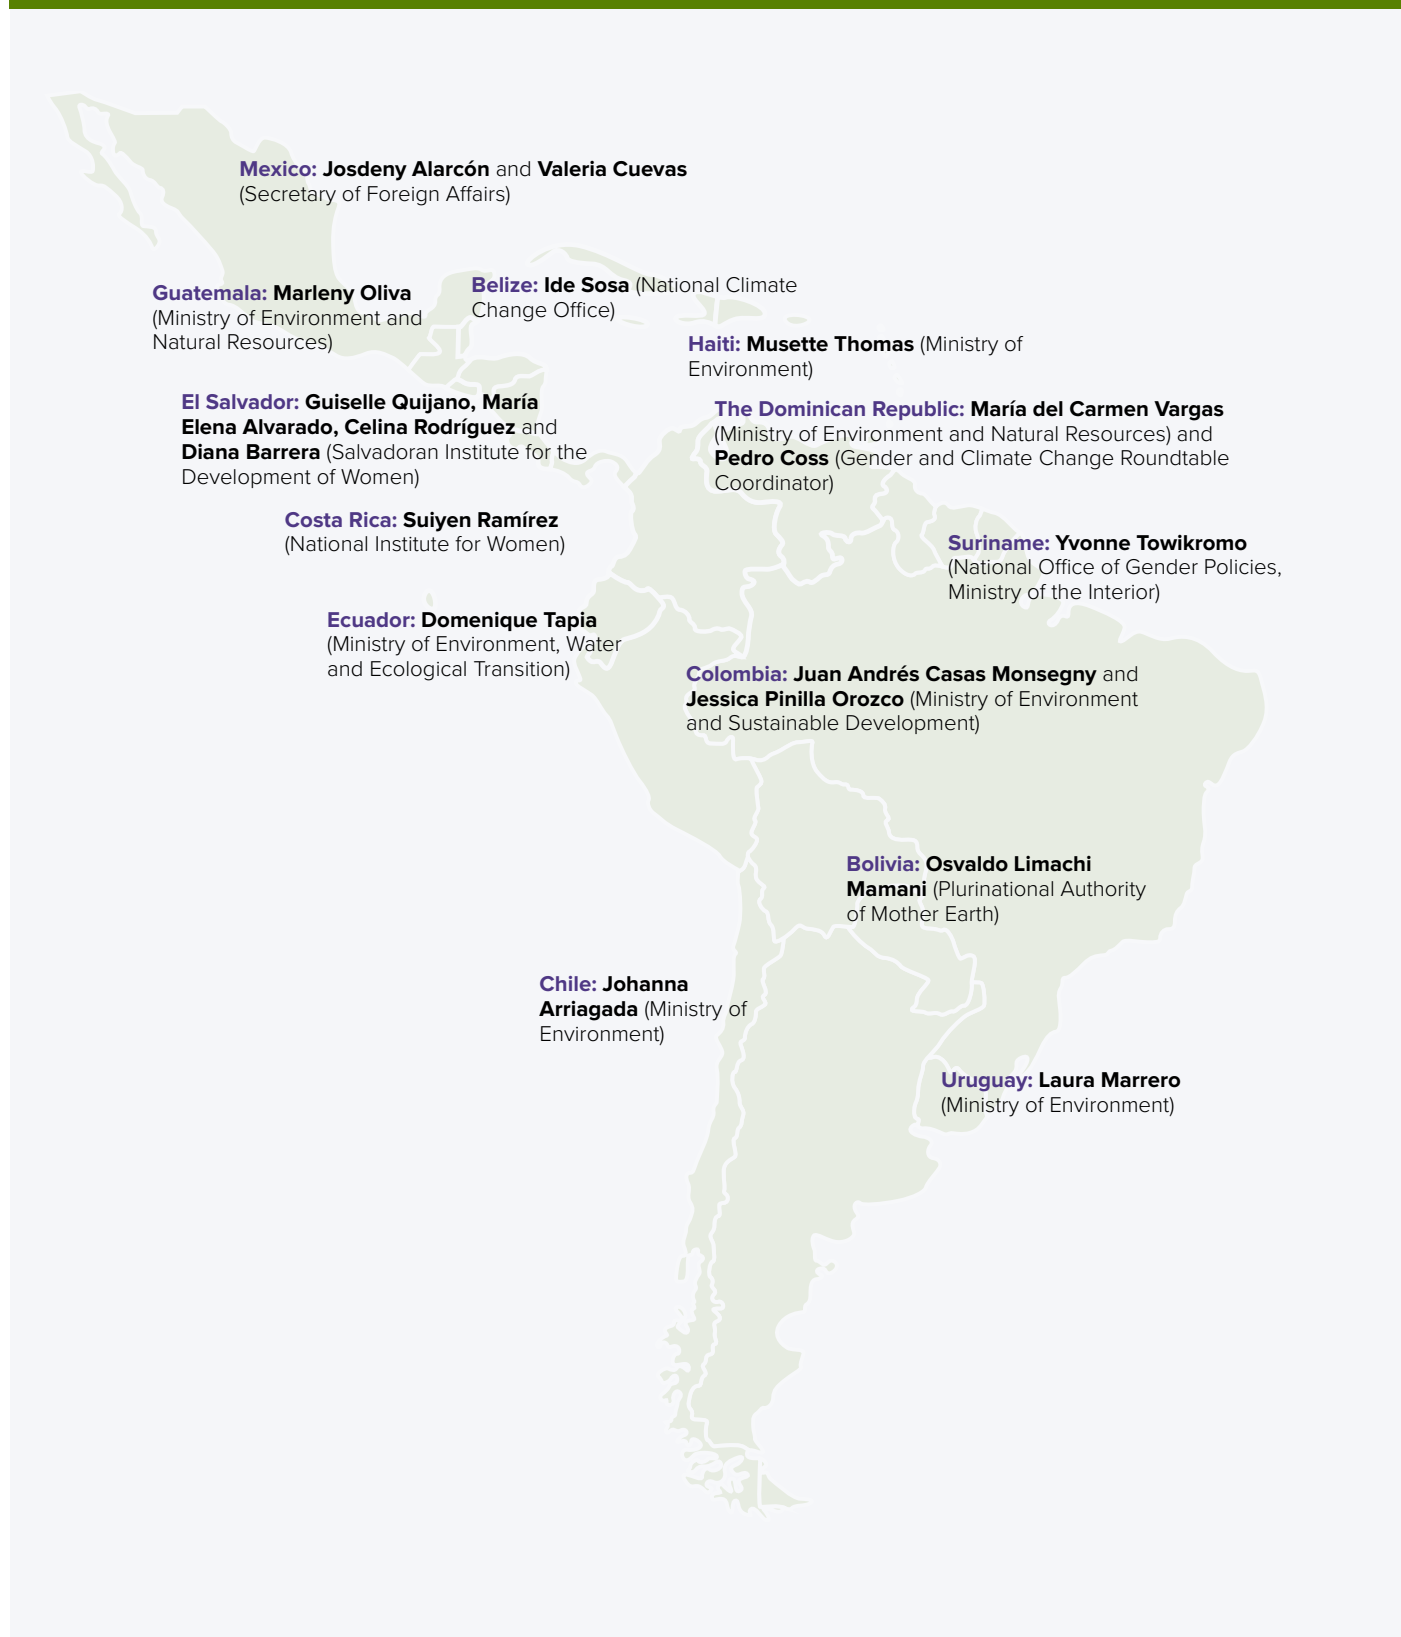 Mexico: Josdeny Alarcón and Valeria Cuevas
(Secretary of Foreign Affairs)
Guatemala: Marleny Oliva
(Ministry of Environment and
Natural Resources)
Belize: Ide Sosa (National Climate
Change Office)
Haiti: Musette Thomas (Ministry of
Environment)
El Salvador: Guiselle Quijano, María
Elena Alvarado, Celina Rodríguez and
Diana Barrera (Salvadoran Institute for the
Development of Women)
The Dominican Republic: María del Carmen Vargas
(Ministry of Environment and Natural Resources) and
Pedro Coss (Gender and Climate Change Roundtable
Coordinator)
Costa Rica: Suiyen Ramírez
(National Institute for Women)
Suriname: Yvonne Towikromo
(National Office of Gender Policies,
Ministry of the Interior)
Ecuador: Domenique Tapia
(Ministry of Environment, Water
and Ecological Transition)
Colombia: Juan Andrés Casas Monsegny and
Jessica Pinilla Orozco (Ministry of Environment
and Sustainable Development)
Bolivia: Osvaldo Limachi
Mamani (Plurinational Authority
of Mother Earth)
Chile: Johanna
Arriagada (Ministry of
Environment)
Uruguay: Laura Marrero
(Ministry of Environment)